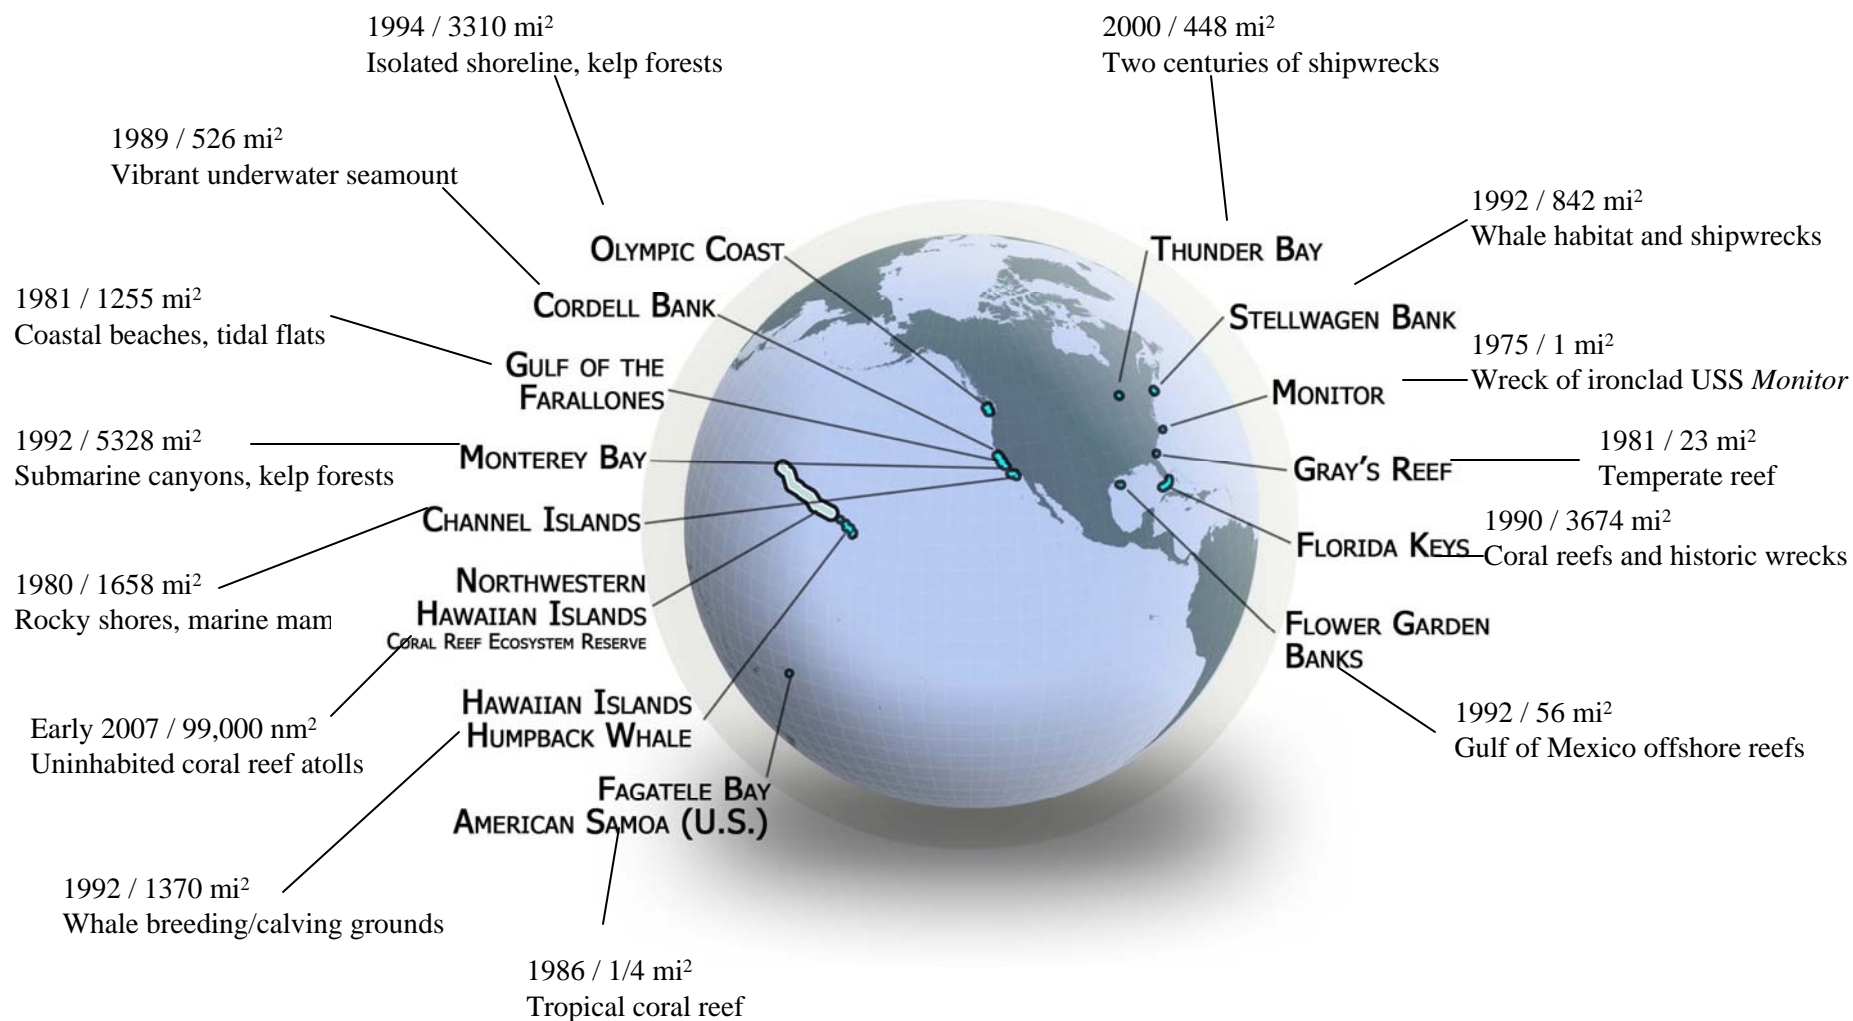 1994 / 3310 mi²
Isolated shoreline, kelp forests
2000 / 448 mi²
Two centuries of shipwrecks
1989 / 526 mi²
Vibrant underwater seamount
1992 / 842 mi²
Whale habitat and shipwrecks
OLYMPIC COAST
THUNDER BAY
1981 / 1255 mi²
Coastal beaches, tidal flats
CORDELL BANK
STELLWAGEN BANK
1975 / 1 mi²
Wreck of ironclad USS Monitor
GULF OF THE
FARALLONES
MONITOR
1992 / 5328 mi²
Submarine canyons, kelp forests
MONTEREY BAY
GRAY'S REEF
1981 / 23 mi²
Temperate reef
CHANNEL ISLANDS
FLORIDA KEYS
1990 / 3674 mi²
Coral reefs and historic wrecks
1980 / 1658 mi²
Rocky shores, marine mam
NORTHWESTERN
HAWAIIAN ISLANDS
CORAL REEF ECOSYSTEM RESERVE
FLOWER GARDEN
BANKS
Early 2007 / 99,000 nm²
Uninhabited coral reef atolls
HAWAIIAN ISLANDS
HUMPBACK WHALE
1992 / 56 mi²
Gulf of Mexico offshore reefs
FAGATELE BAY
AMERICAN SAMOA (U.S.)
1992 / 1370 mi²
Whale breeding/calving grounds
1986 / 1/4 mi²
Tropical coral reef